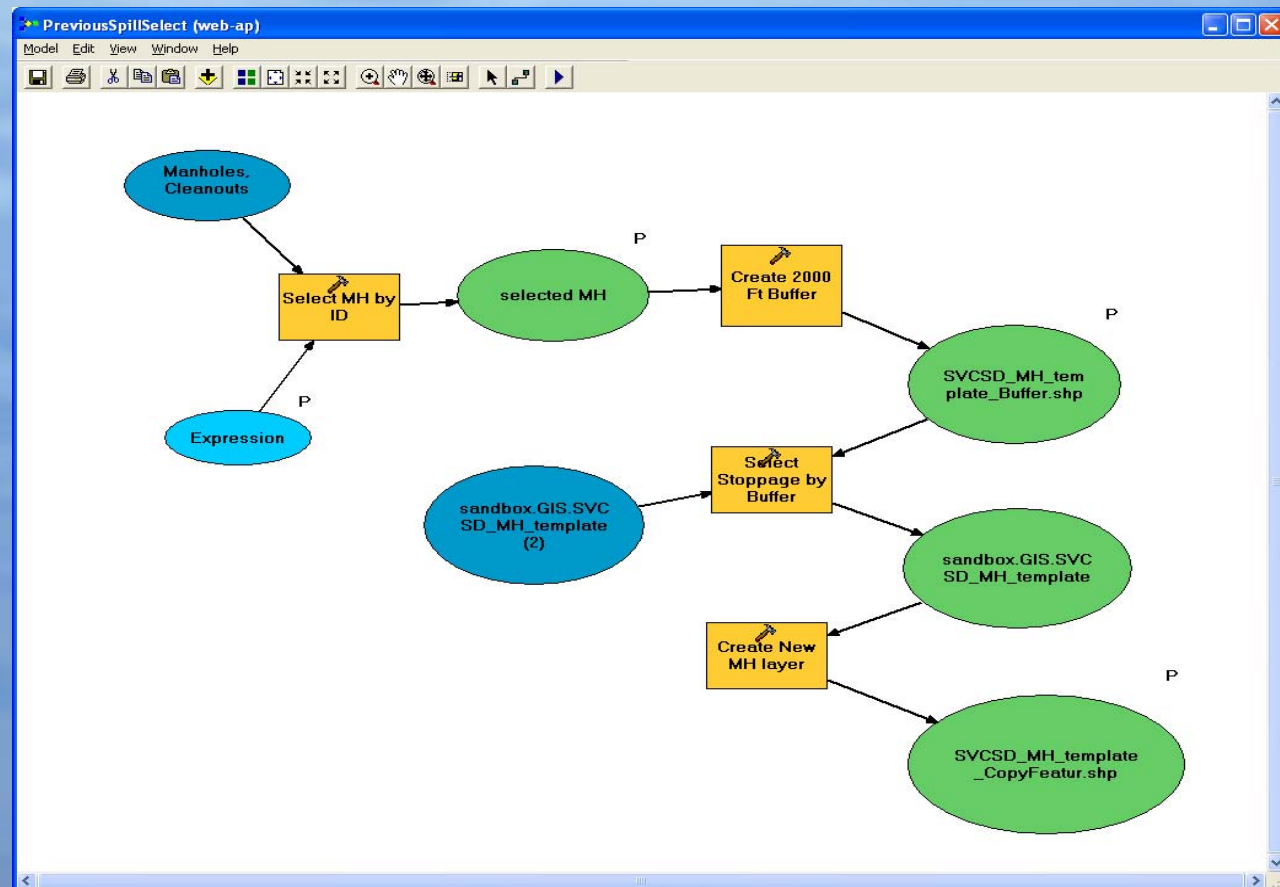 PreviousSpillSelect (web-ap)
Model Edit View Window Help
Manholes,
Cleanouts
Select MH by
ID
Expression
P
selected MH
P
Create 2000
Ft Buffer
SVCSD_MH_tem
plate_Buffer.shp
P
Select
Stoppage by
Buffer
sandbox.GIS.SVC
SD_MH_template
(2)
sandbox.GIS.SVC
SD_MH_template
Create New
MH layer
P
SVCSD_MH_template
_CopyFeatur.shp